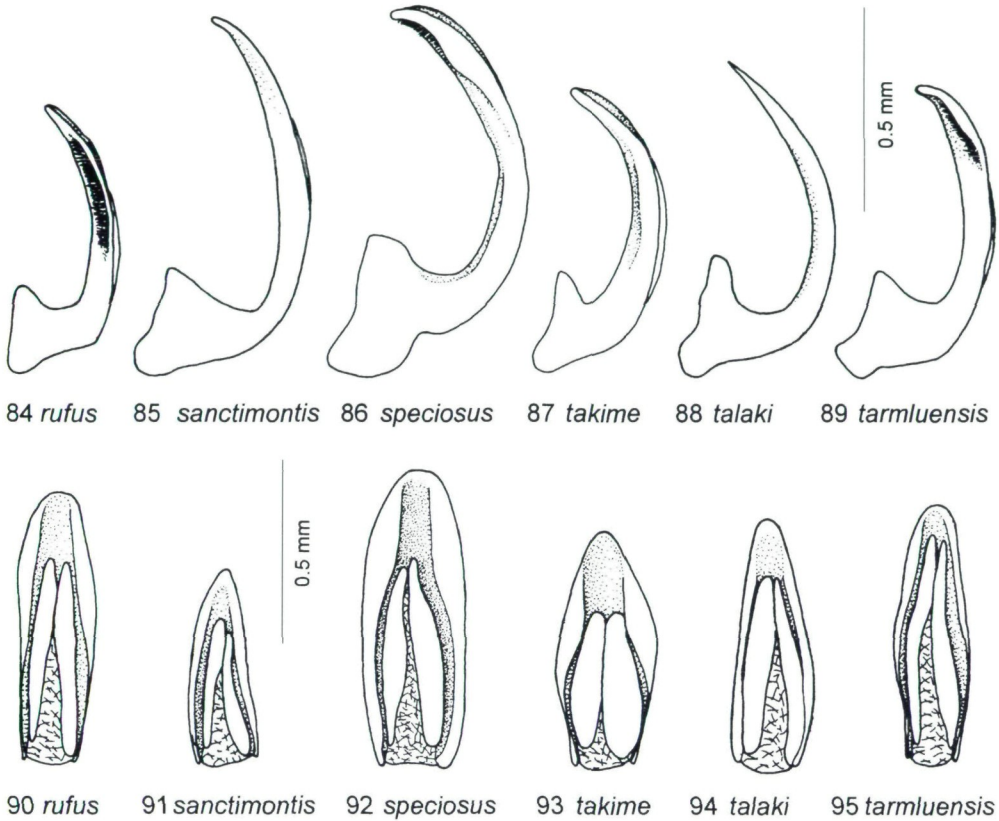 0.5 mm
84 rufus 85 sanctimontis 86 speciosus 87 takime 88 talaki 89 tarmluensis
0.5 mm
90 rufus 91 sanctimontis 92 speciosus 93 takime 94 talaki 95 tarmluensis